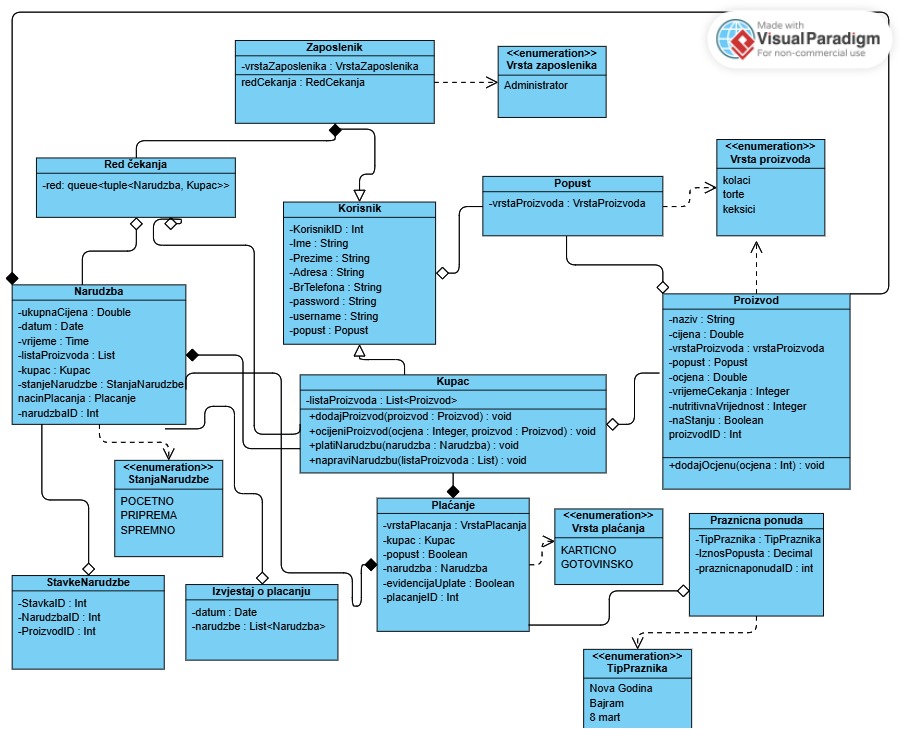 Made with
Visual Paradigm
For non-commercial use
Zaposlenik
-vrstaZaposlenika : VrstaZaposlenika
redCekanja : RedCekanja
<<enumeration>>
Vrsta zaposlenika
Administrator
Red čekanja
-red: queue<tuple<Narudzba, Kupac>>
Korisnik
-KorisnikID : Int
-Ime : String
-Prezime : String
-Adresa : String
-BrTelefona : String
-password : String
-username : String
-popust : Popust
Popust
-vrstaProizvoda : VrstaProizvoda
<<enumeration>>
Vrsta proizvoda
kolaci
torte
keksici
Narudzba
-ukupnaCijena : Double
-datum : Date
-vrijeme : Time
-listaProizvoda : List
-kupac : Kupac
-stanjeNarudzbe : StanjaNarudzbe
nacinPlacanja : Placanje
-narudzbaID : Int
Proizvod
-naziv : String
-cijena : Double
-vrstaProizvoda : vrstaProizvoda
-popust : Popust
-ocjena : Double
-vrijemeCekanja : Integer
-nutritivnaVrijednost : Integer
-naStanju : Boolean
proizvodID : Int
+dodajOcjenu(ocjena : Int) : void
Kupac
-listaProizvoda : List<Proizvod>
+dodajProizvod(proizvod : Proizvod) : void
+ocijeniProizvod(ocjena : Integer, proizvod : Proizvod) : void
+platiNarudzbu(narudzba : Narudzba) : void
+napraviNarudzbu(listaProizvoda : List) : void
<<enumeration>>
StanjaNarudzbe
POCETNO
PRIPREMA
SPREMNO
Plaćanje
-vrstaPlacanja : VrstaPlacanja
-kupac : Kupac
-popust : Boolean
-narudzba : Narudzba
-evidencijaUplate : Boolean
-placanjeID : Int
<<enumeration>>
Vrsta plaćanja
KARTICNO
GOTOVINSKO
Praznicna ponuda
-TipPraznika : TipPraznika
-IznosPopusta : Decimal
-praznicnaponudaID : int
StavkeNarudzbe
-StavkaID : Int
-NarudzbaID : Int
-ProizvodID : Int
Izvjestaj o placanju
-datum : Date
-narudzbe : List<Narudzba>
<<enumeration>>
TipPraznika
Nova Godina
Bajram
8 mart